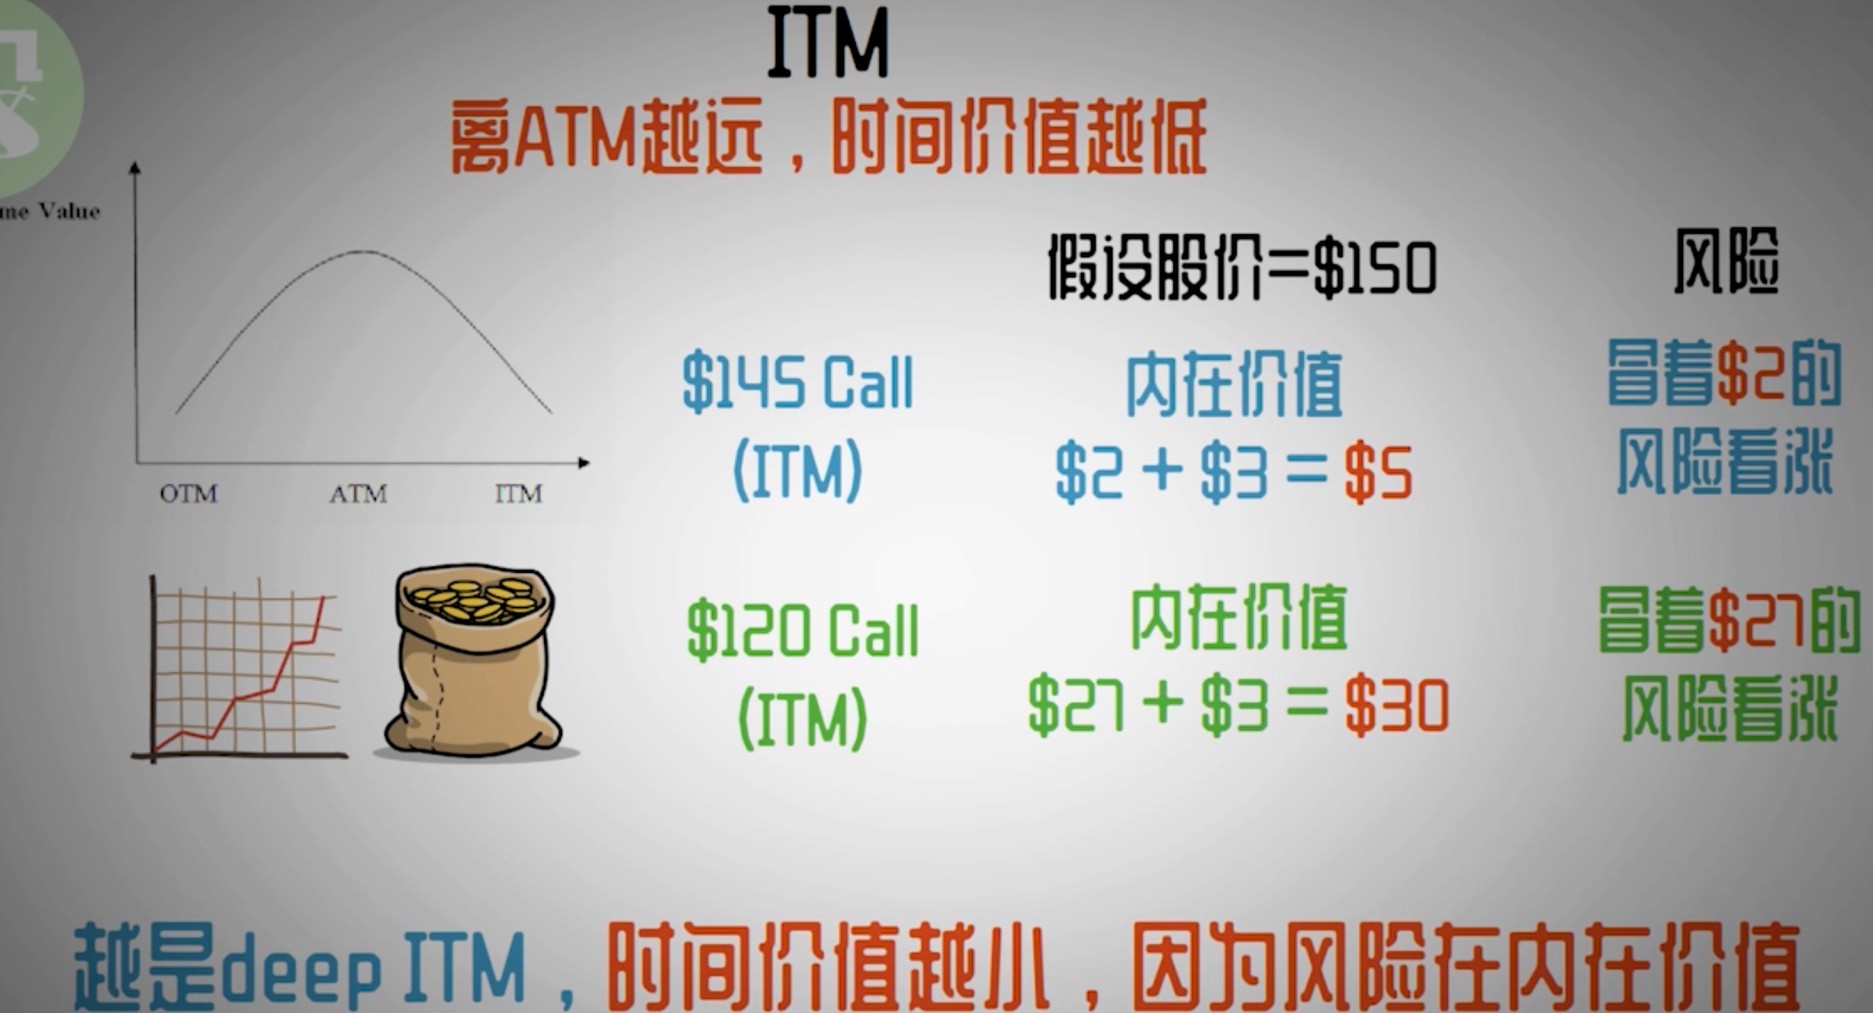 ITM
离ATM越远，时间价值越低
me Value
假设股价=$150
风险
$145 Call
(ITM)
内在价值
$2 + $3 = $5
冒着$2的
风险看涨
OTM
ATM
ITM
$120 Call
(ITM)
内在价值
$27 + $3 = $30
冒着$27的
风险看涨
越是deep ITM，时间价值越小，因为风险在内在价值